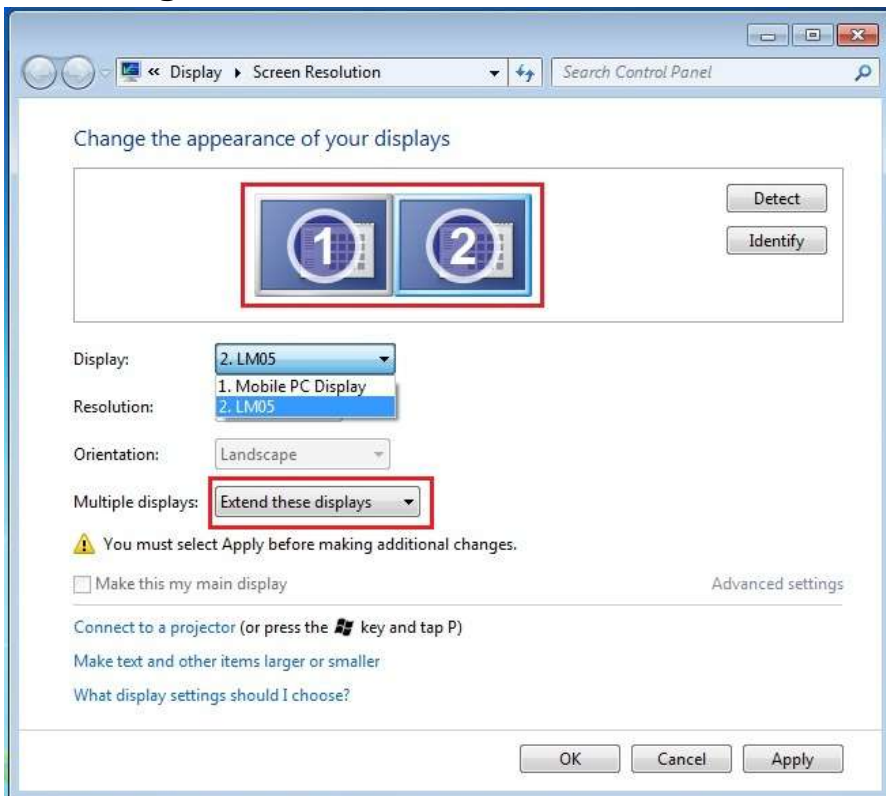 « Display ▸ Screen Resolution
Search Control Panel
Change the appearance of your displays
1
2
Detect
Identify
Display:
2. LM05
1. Mobile PC Display
2. LM05
Resolution:
Orientation:
Landscape
Multiple displays:
Extend these displays
You must select Apply before making additional changes.
Make this my main display
Advanced settings
Connect to a projector (or press the key and tap P)
Make text and other items larger or smaller
What display settings should I choose?
OK
Cancel
Apply